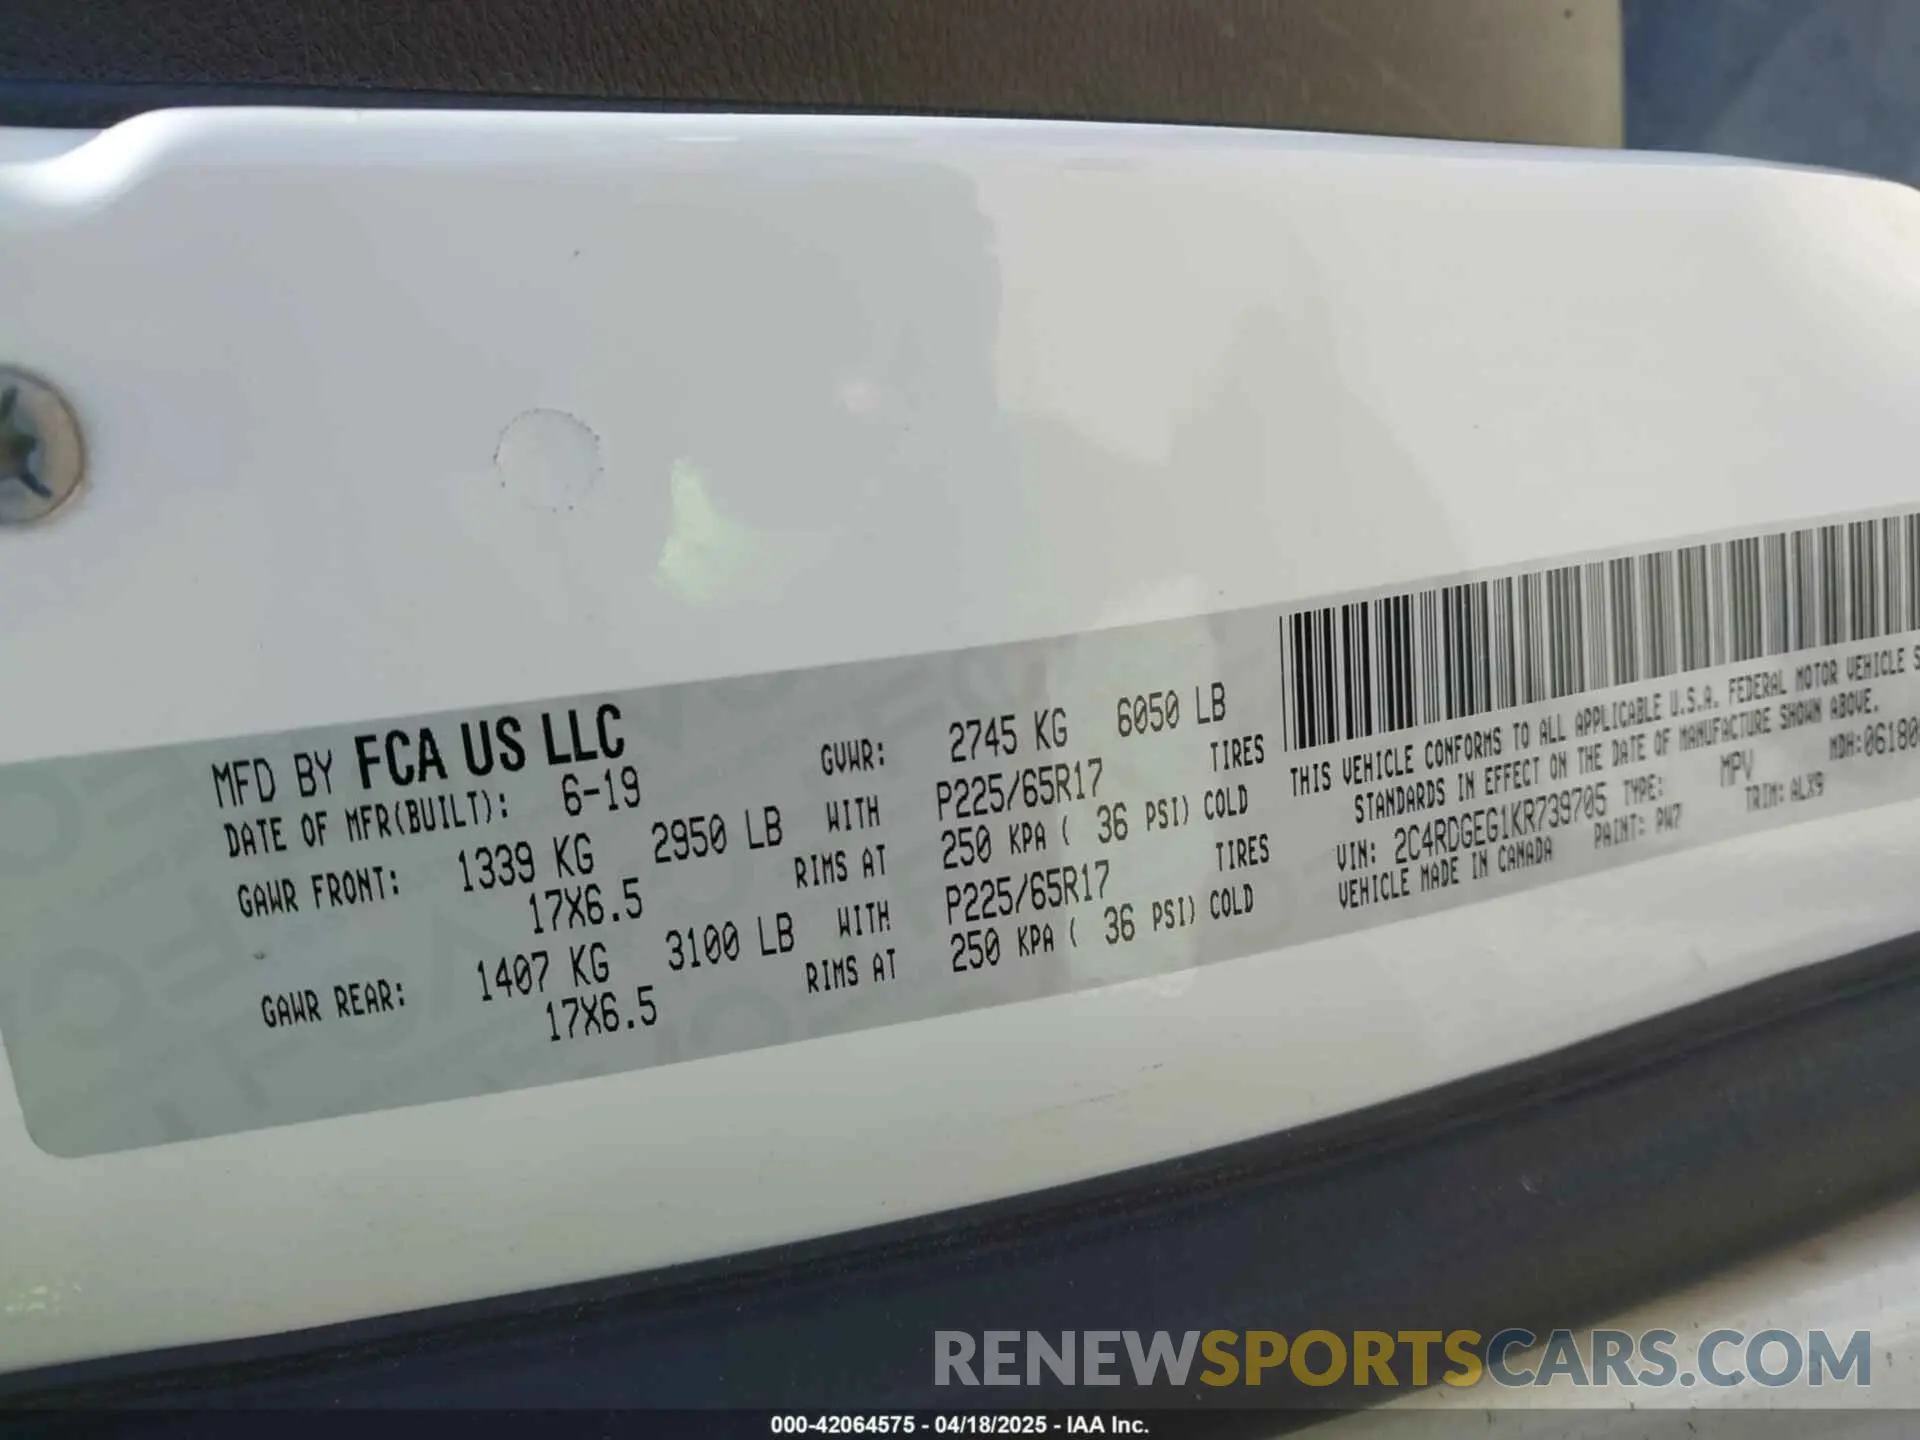 MFD BY FCA US LLC
DATE OF MFR(BUILT): 6-19
GVWR: 2745 KG 6050 LB
GAWR FRONT: 1339 KG 2950 LB WITH P225/65R17 TIRES
17X6.5 RIMS AT 250 KPA ( 36 PSI) COLD
GAWR REAR: 1407 KG 3100 LB WITH P225/65R17 TIRES
17X6.5 RIMS AT 250 KPA ( 36 PSI) COLD
THIS VEHICLE CONFORMS TO ALL APPLICABLE U.S.A. FEDERAL MOTOR VEHICLE S
STANDARDS IN EFFECT ON THE DATE OF MANUFACTURE SHOWN ABOVE.
VIN: 2C4RDGEG1KR739705 TYPE: MPV MDH:06180
VEHICLE MADE IN CANADA PAINT: PW7 TRIM: ALX9
RENEWSPORTSCARS.COM
000-42064575 - 04/18/2025 - IAA Inc.